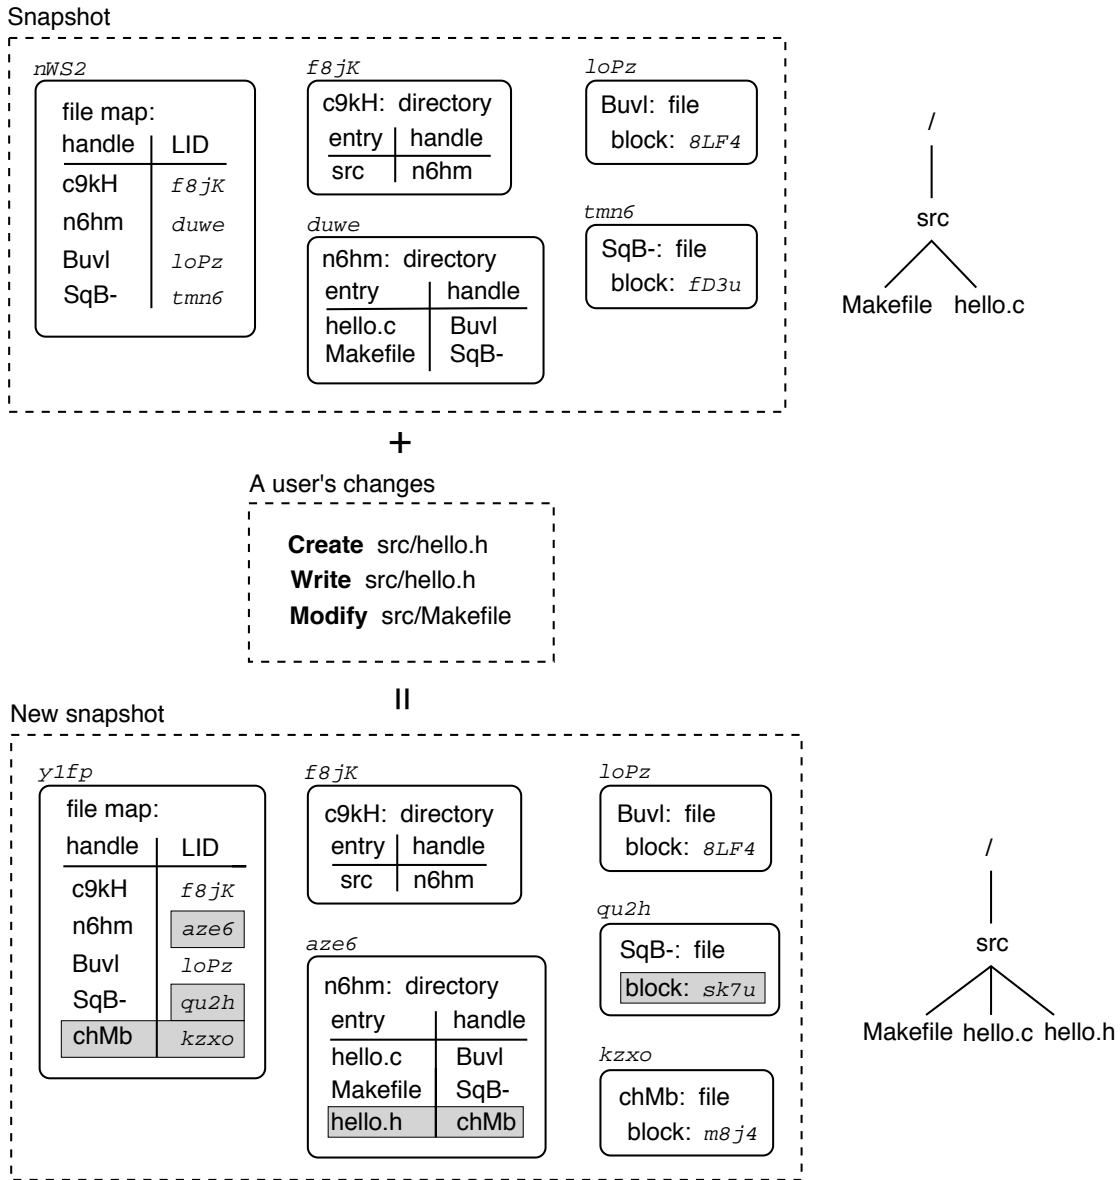 Snapshot
nWS2
file map:
handle LID
c9kH f8jK
n6hm duwe
Buvl loPz
SqB- tmn6
f8jK
c9kH: directory
entry handle
src n6hm
duwe
n6hm: directory
entry handle
hello.c Buvl
Makefile SqB-
loPz
Buvl: file
block: 8LF4
tmn6
SqB-: file
block: fD3u
/
src
Makefile hello.c
+
A user's changes
Create src/hello.h
Write src/hello.h
Modify src/Makefile
=
New snapshot
y1fp
file map:
handle LID
c9kH f8jK
n6hm aze6
Buvl loPz
SqB- qu2h
chMb kzxo
f8jK
c9kH: directory
entry handle
src n6hm
aze6
n6hm: directory
entry handle
hello.c Buvl
Makefile SqB-
hello.h chMb
loPz
Buvl: file
block: 8LF4
qu2h
SqB-: file
block: sk7u
kzxo
chMb: file
block: m8j4
/
src
Makefile hello.c hello.h